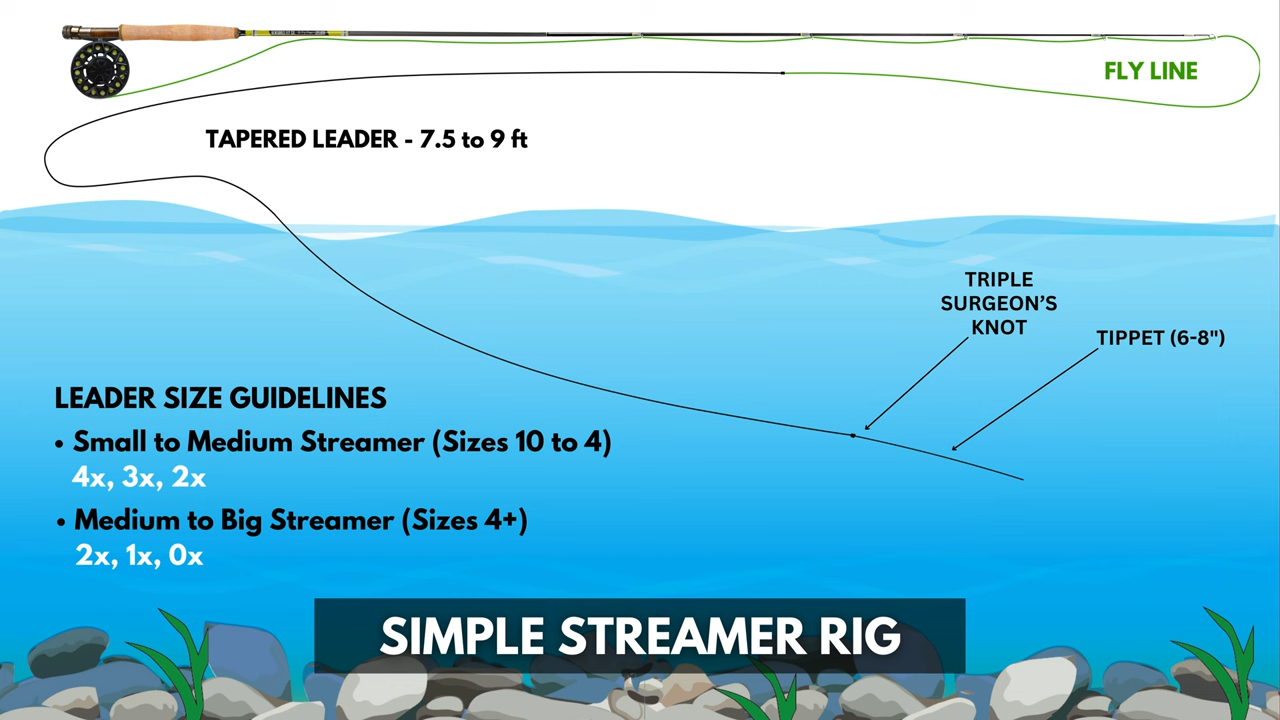 FLY LINE
TAPERED LEADER - 7.5 to 9 ft
TRIPLE
SURGEON'S
KNOT
TIPPET (6-8")
LEADER SIZE GUIDELINES
• Small to Medium Streamer (Sizes 10 to 4)
4x, 3x, 2x
• Medium to Big Streamer (Sizes 4+)
2x, 1x, 0x
SIMPLE STREAMER RIG